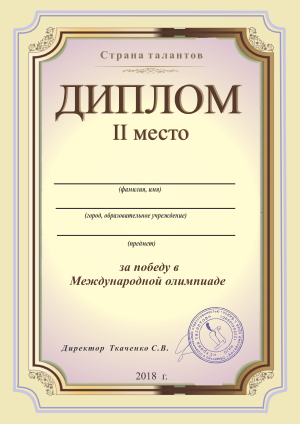 Страна талантов
ДИПЛОМ
II место
(фамилия, имя)
(город, образовательное учреждение)
(предмет)
за победу в
Международной олимпиаде
Директор Ткаченко С.В.
2018 г.